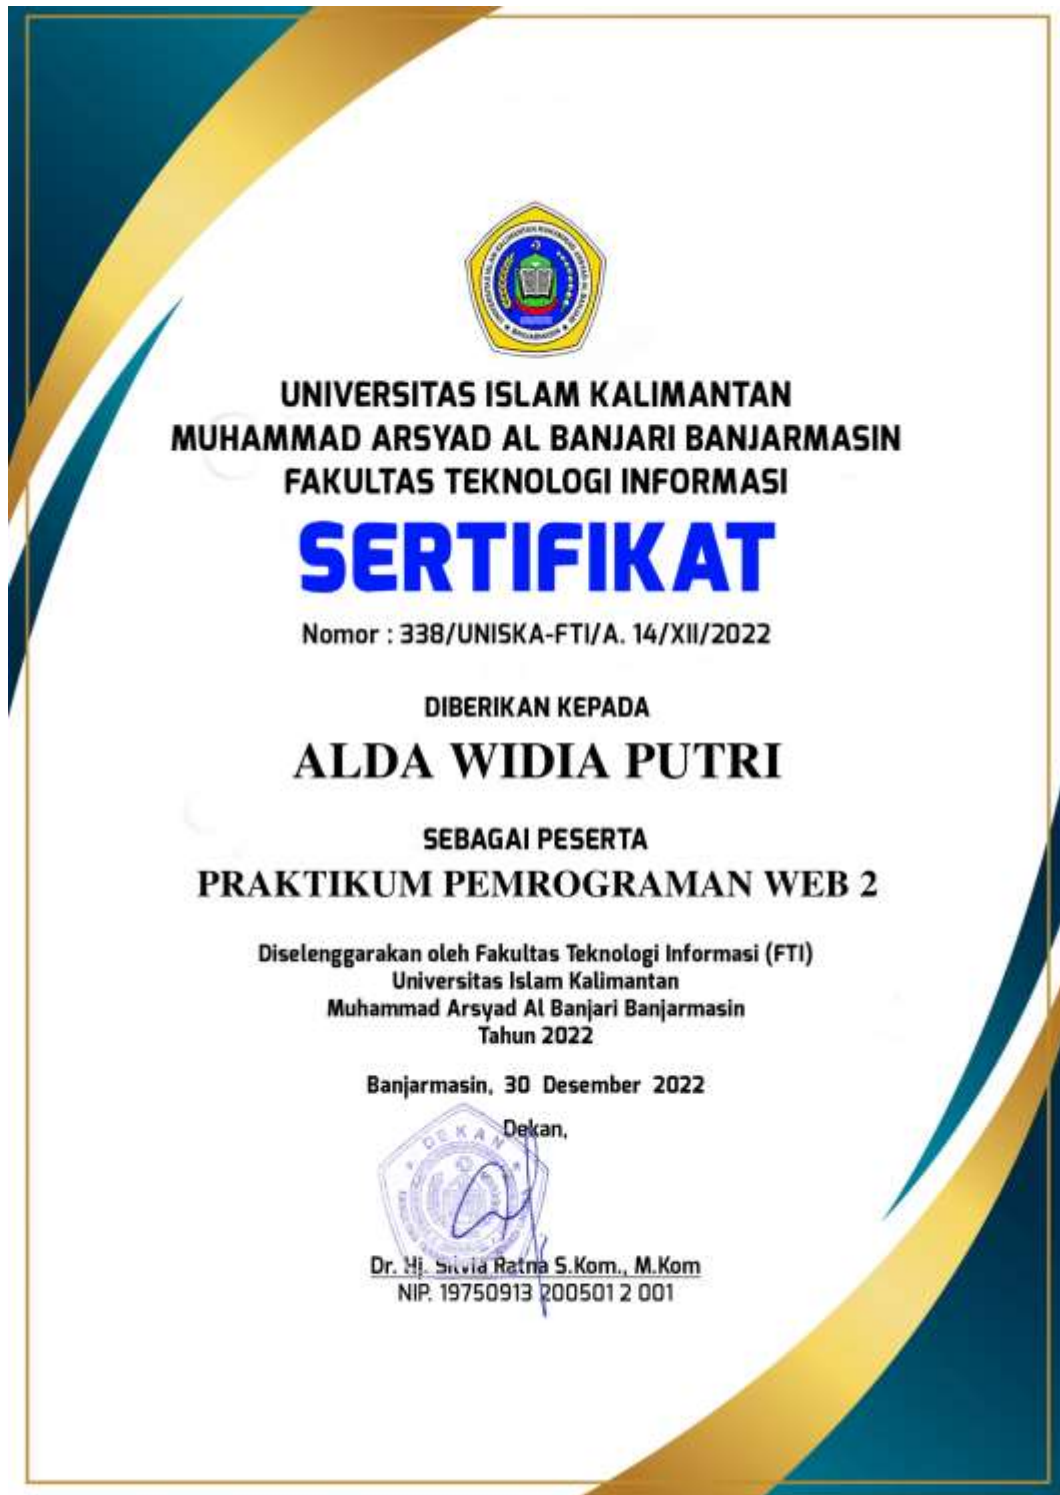 UNIVERSITAS ISLAM KALIMANTAN
MUHAMMAD ARSYAD AL BANJARI BANJARMASIN
FAKULTAS TEKNOLOGI INFORMASI
SERTIFIKAT
Nomor : 338/UNISKA-FTI/A. 14/XII/2022
DIBERIKAN KEPADA
ALDA WIDIA PUTRI
SEBAGAI PESERTA
PRAKTIKUM PEMROGRAMAN WEB 2
Diselenggarakan oleh Fakultas Teknologi Informasi (FTI)
Universitas Islam Kalimantan
Muhammad Arsyad Al Banjari Banjarmasin
Tahun 2022
Banjarmasin, 30 Desember 2022
Dekan,
DEKAN
Dr. Hj. Silvia Ratna S.Kom., M.Kom
NIP. 19750913 200501 2 001